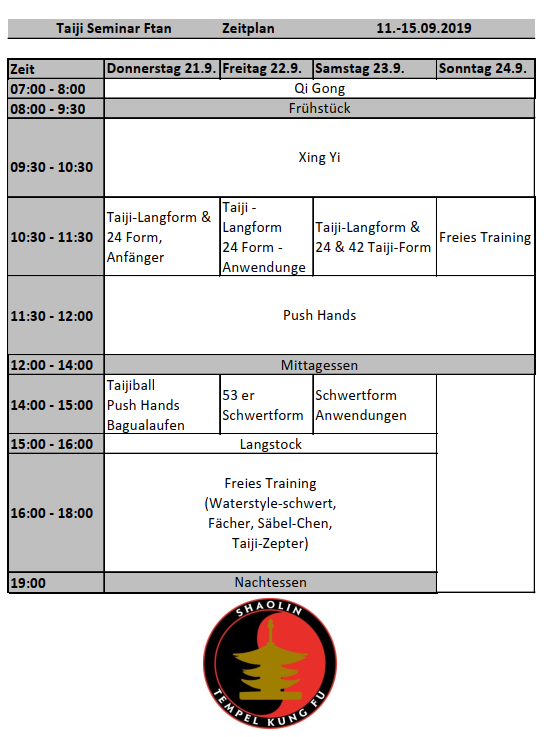 Taiji Seminar Ftan Zeitplan 11.-15.09.2019
Zeit Donnerstag 21.9. Freitag 22.9. Samstag 23.9. Sonntag 24.9.
07:00 - 8:00 Qi Gong
08:00 - 9:30 Frühstück
09:30 - 10:30 Xing Yi
10:30 - 11:30
Taiji-Langform &
24 Form,
Anfänger
Taiji -
Langform
24 Form -
Anwendunge
Taiji-Langform &
24 & 42 Taiji-Form
Freies Training
11:30 - 12:00 Push Hands
12:00 - 14:00 Mittagessen
14:00 - 15:00
Taijiball
Push Hands
Bagualaufen
53 er
Schwertform
Schwertform
Anwendungen
15:00 - 16:00 Langstock
16:00 - 18:00
Freies Training
(Waterstyle-schwert,
Fächer, Säbel-Chen,
Taiji-Zepter)
19:00 Nachtessen
SHAOLIN
TEMPEL KUNG FU